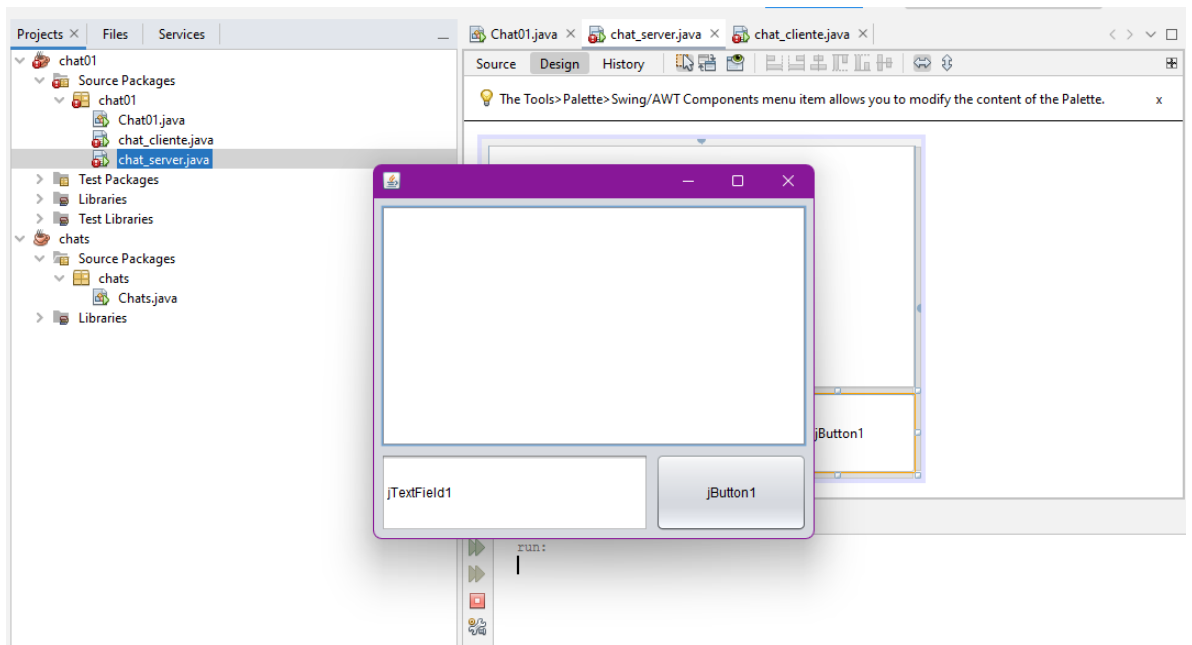 Projects × Files Services
chat01
Source Packages
chat01
Chat01.java
chat_cliente.java
chat_server.java
Test Packages
Libraries
Test Libraries
chats
Source Packages
chats
Chats.java
Libraries
Chat01.java × chat_server.java × chat_cliente.java ×
Source Design History
The Tools>Palette>Swing/AWT Components menu item allows you to modify the content of the Palette. x
jButton1
jTextField1 jButton1
run: